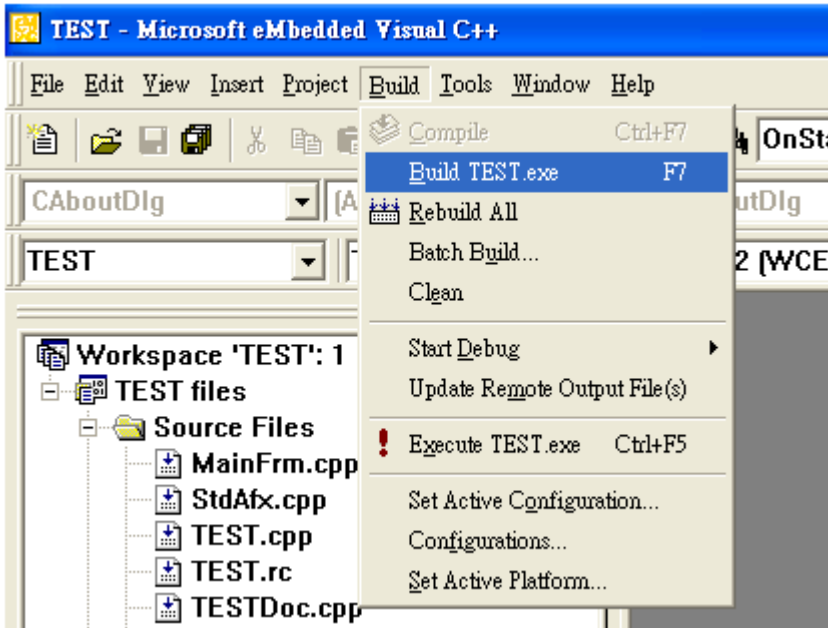 TEST - Microsoft eMbedded Visual C++
File Edit View Insert Project Build Tools Window Help
Compile Ctrl+F7
OnSta
Build TEST.exe F7
CAboutDlg (A utDlg
Rebuild All
TEST 2 (WCE
Batch Build...
Clean
Start Debug
Workspace 'TEST': 1
Update Remote Output File(s)
TEST files
Source Files
Execute TEST.exe Ctrl+F5
MainFrm.cpp
StdAfx.cpp
Set Active Configuration...
TEST.cpp
Configurations...
TEST.rc
Set Active Platform...
TESTDoc.cpp